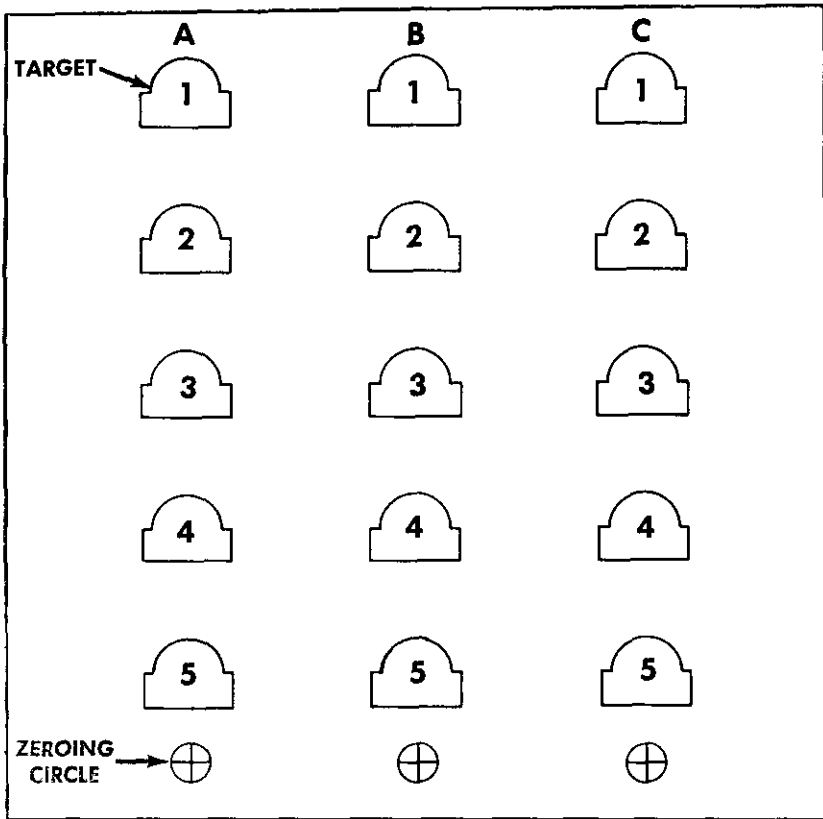 A B C
TARGET
1 1 1
2 2 2
3 3 3
4 4 4
5 5 5
ZEROING
CIRCLE